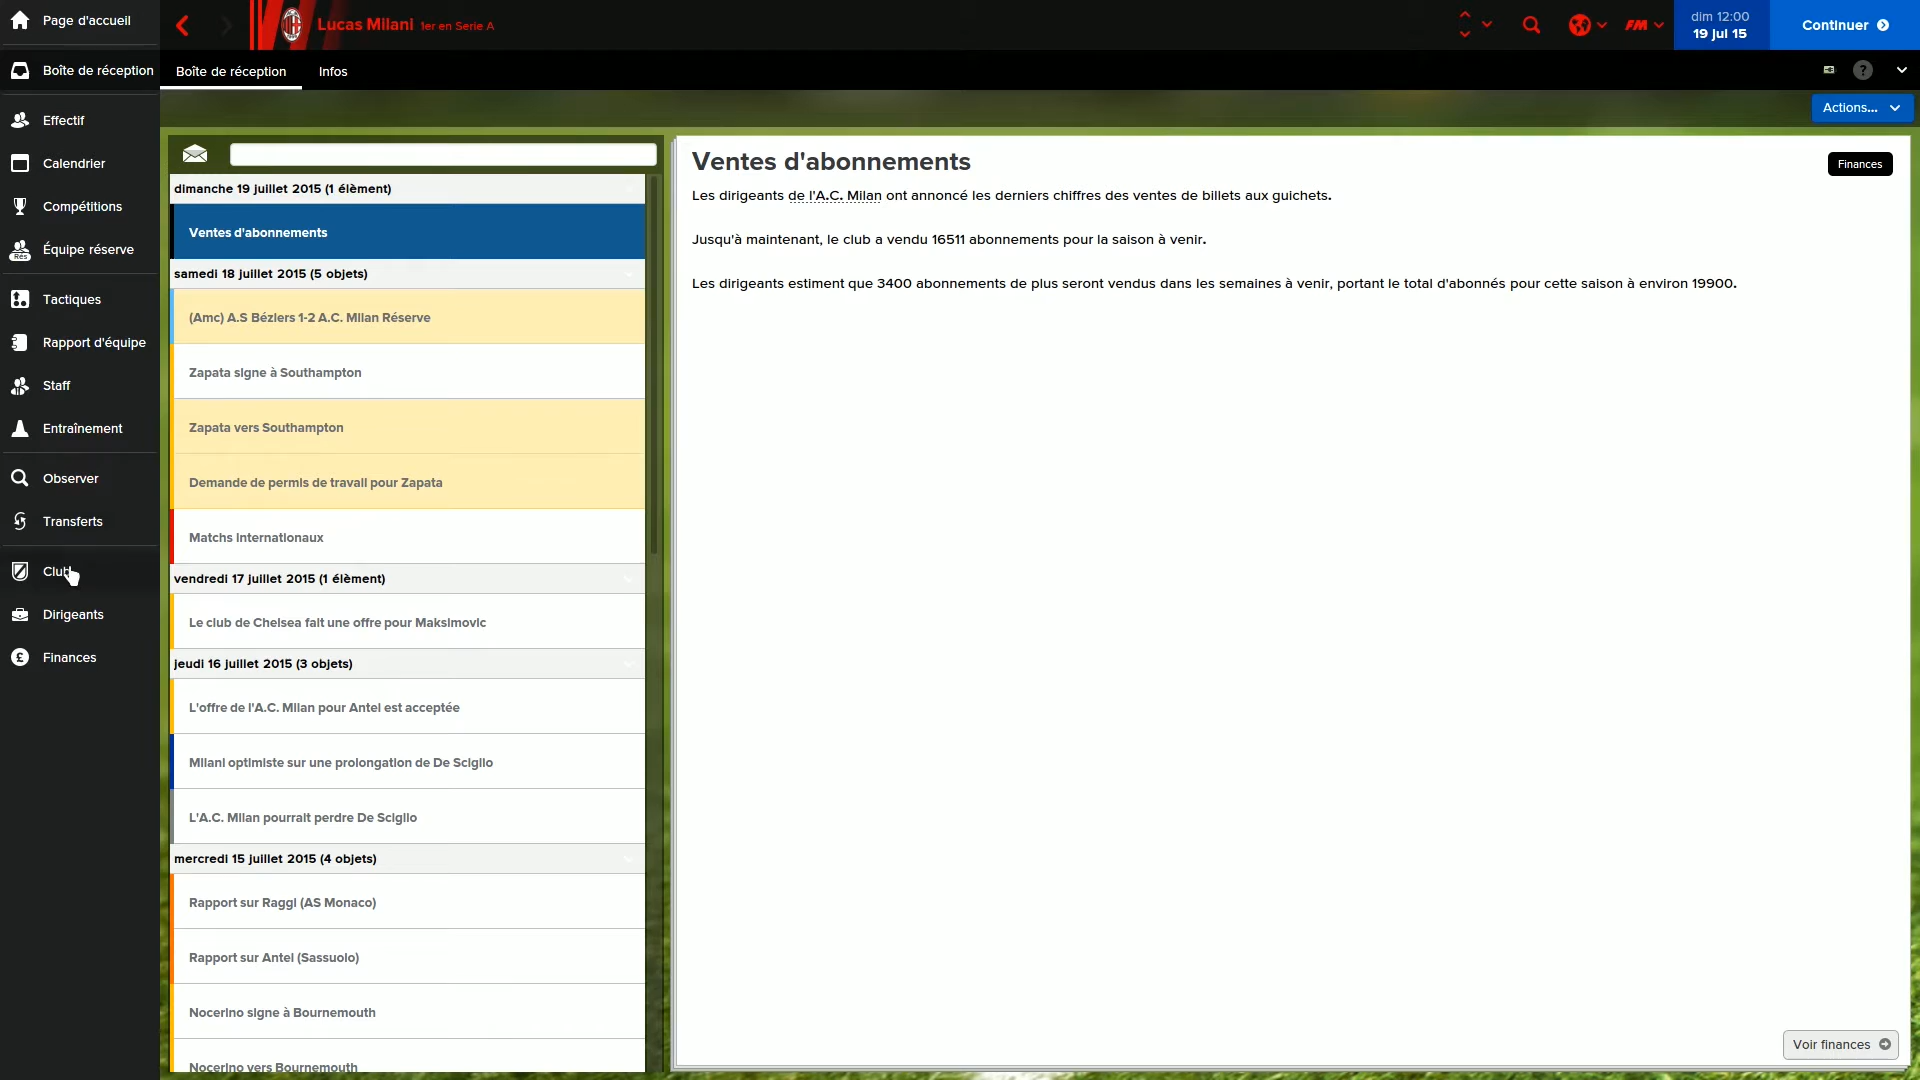 Page d'accueil
Lucas Milani 1er en Serie A
FM
dim 12:00
19 jul 15
Continuer
Boîte de réception
Boîte de réception
Infos
?
Effectif
Actions...
Calendrier
Compétitions
Équipe réserve
Rés
Tactiques
Rapport d'équipe
Staff
Entraînement
Observer
Transferts
Club
Dirigeants
£ Finances
dimanche 19 juillet 2015 (1 élèment)
Ventes d'abonnements
samedi 18 juillet 2015 (5 objets)
(Amc) A.S Béziers 1-2 A.C. Milan Réserve
Zapata signe à Southampton
Zapata vers Southampton
Demande de permis de travail pour Zapata
Matchs internationaux
vendredi 17 juillet 2015 (1 élèment)
Le club de Chelsea fait une offre pour Maksimovic
jeudi 16 juillet 2015 (3 objets)
L'offre de l'A.C. Milan pour Antei est acceptée
Milani optimiste sur une prolongation de De Sciglio
L'A.C. Milan pourrait perdre De Sciglio
mercredi 15 juillet 2015 (4 objets)
Rapport sur Raggi (AS Monaco)
Rapport sur Antei (Sassuolo)
Nocerino signe à Bournemouth
Nocerino vers Bournemouth
Ventes d'abonnements
Finances
Les dirigeants de l'A.C. Milan ont annoncé les derniers chiffres des ventes de billets aux guichets.
Jusqu'à maintenant, le club a vendu 16511 abonnements pour la saison à venir.
Les dirigeants estiment que 3400 abonnements de plus seront vendus dans les semaines à venir, portant le total d'abonnés pour cette saison à environ 19900.
Voir finances